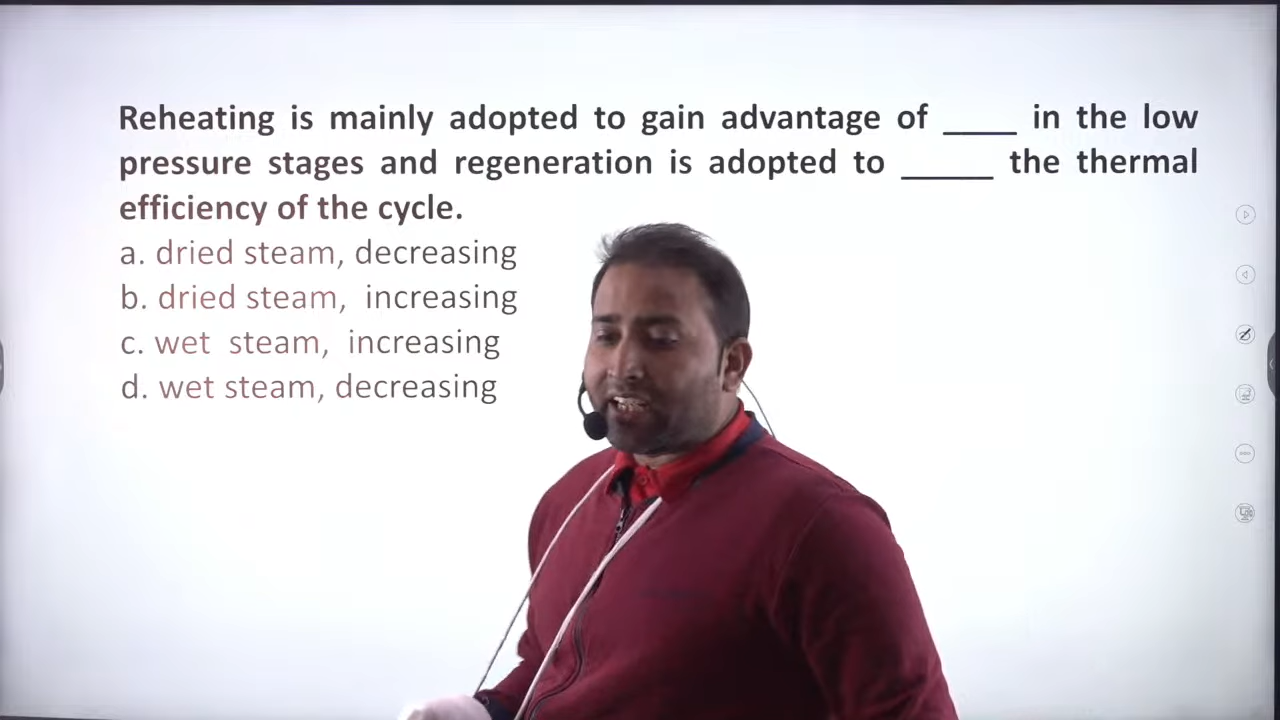 Reheating is mainly adopted to gain advantage of ____ in the low
pressure stages and regeneration is adopted to _____ the thermal
efficiency of the cycle.
a. dried steam, decreasing
b. dried steam, increasing
c. wet steam, increasing
d. wet steam, decreasing